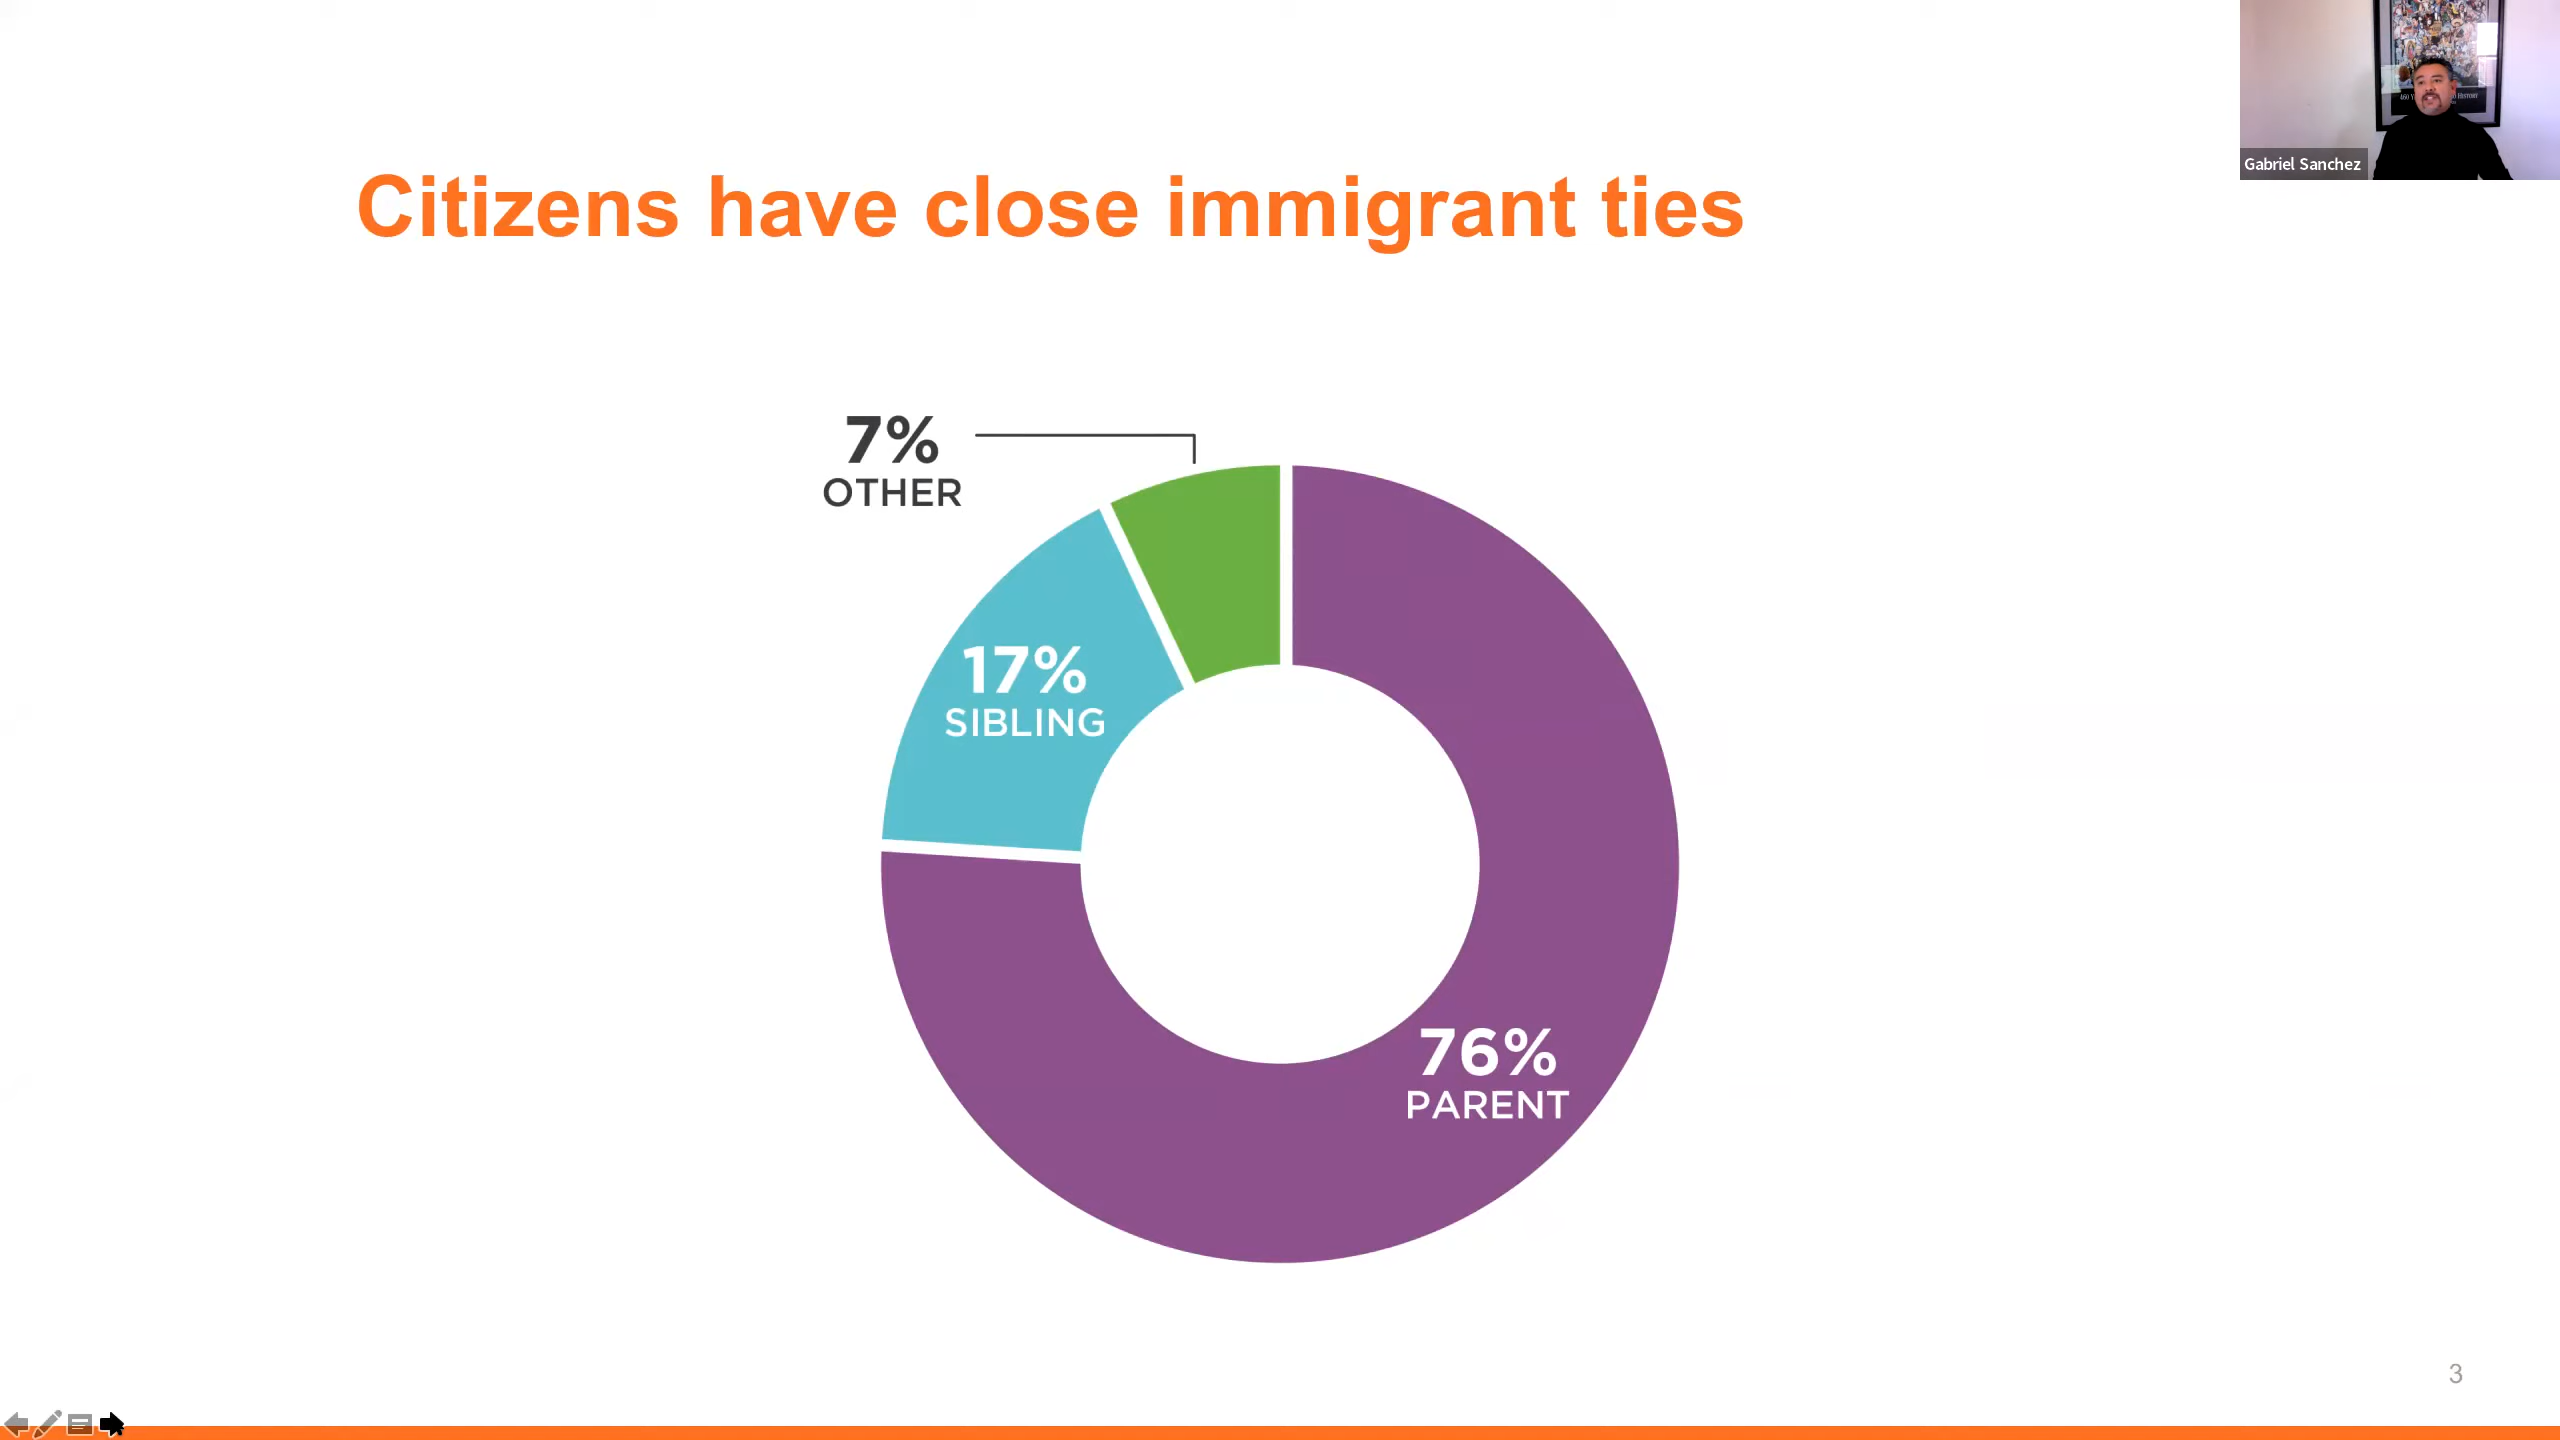 Gabriel Sanchez
Citizens have close immigrant ties
7%
OTHER
17%
SIBLING
76%
PARENT
3